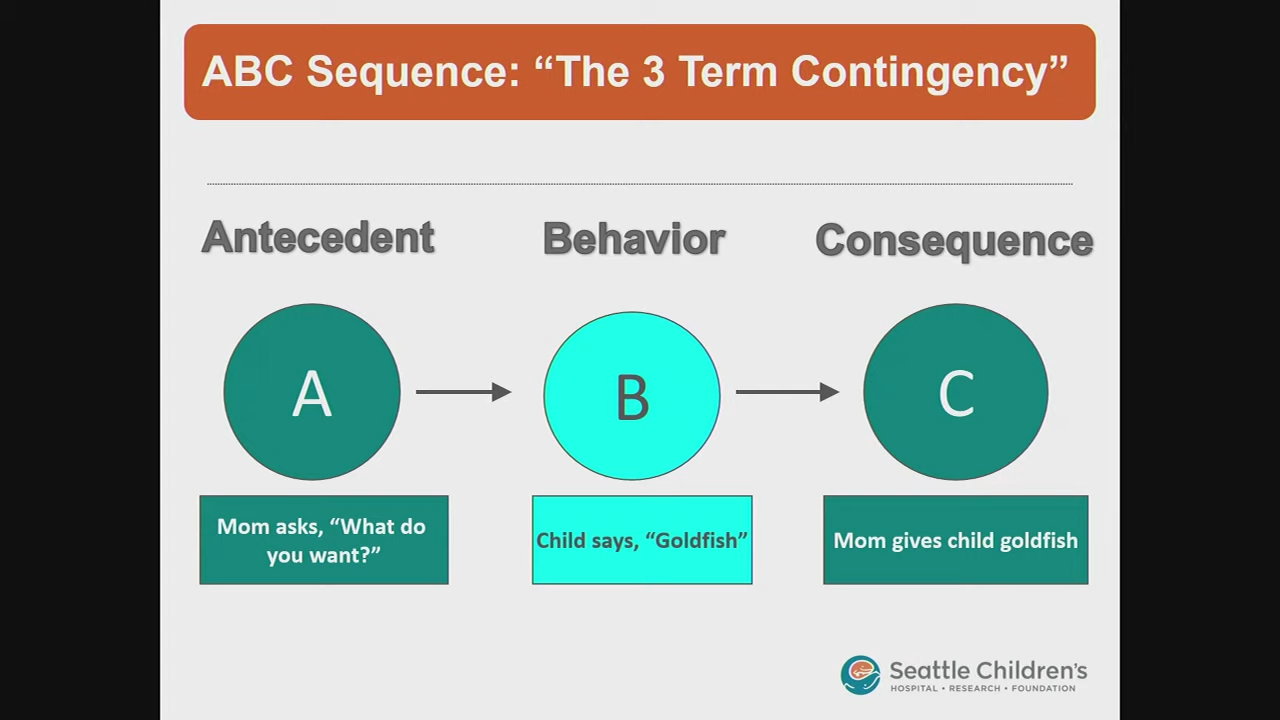 ABC Sequence: “The 3 Term Contingency”
Antecedent
Behavior
Consequence
A
B
C
Mom asks, “What do
you want?”
Child says, “Goldfish”
Mom gives child goldfish
Seattle Children's
HOSPITAL • RESEARCH • FOUNDATION